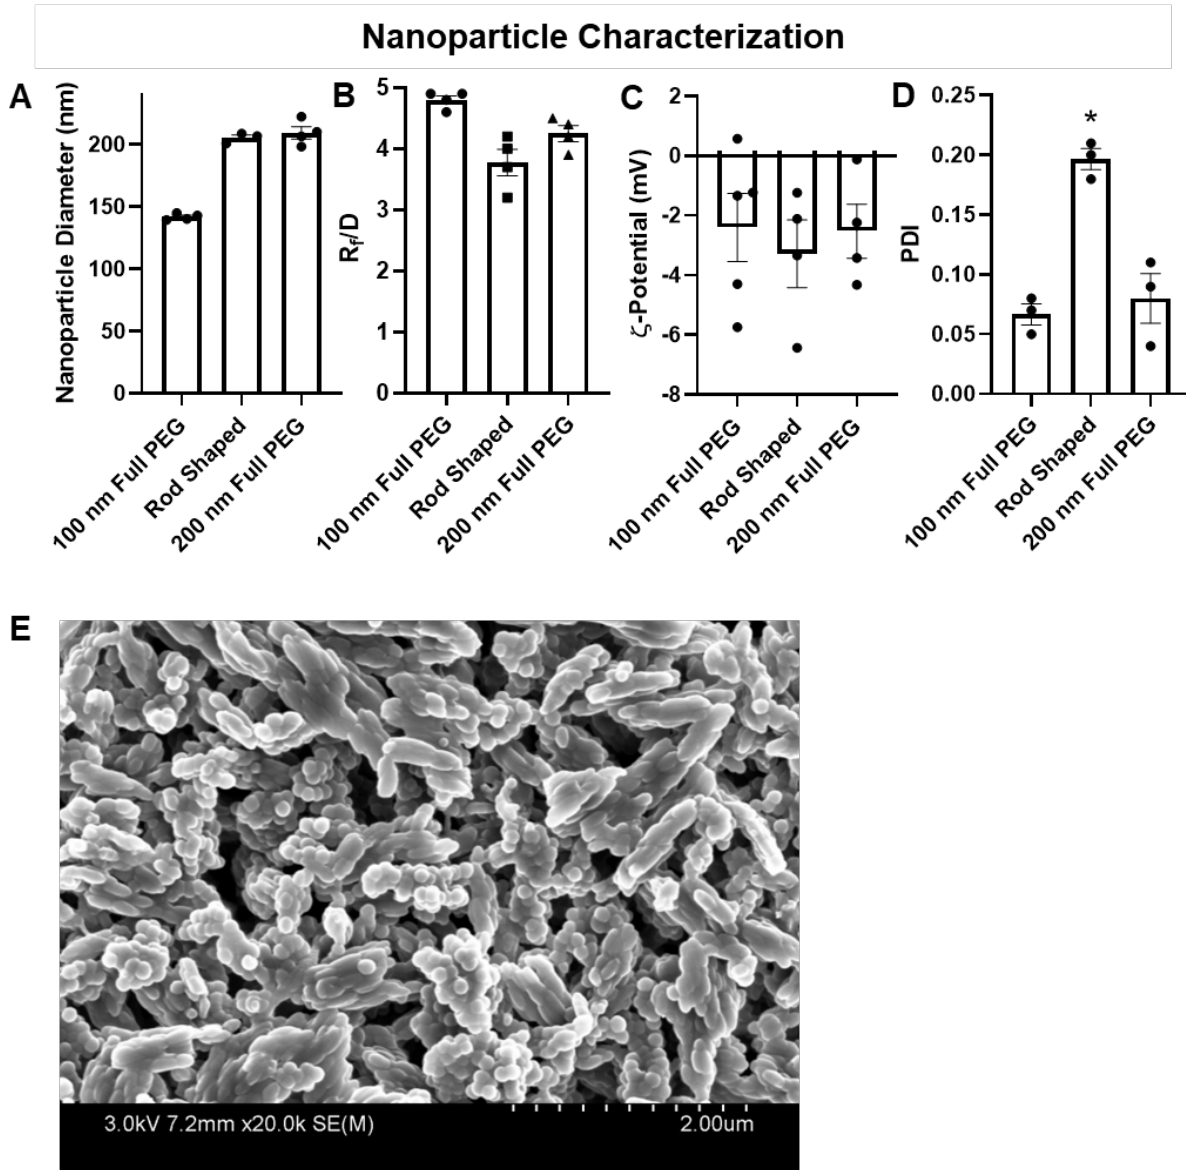 Nanoparticle Characterization
A
Nanoparticle Diameter (nm)
200
150
100
50
0
100 nm Full PEG
Rod Shaped
200 nm Full PEG
B
Rf/D
5
4
3
2
1
0
100 nm Full PEG
Rod Shaped
200 nm Full PEG
C
ζ-Potential (mV)
2
0
-2
-4
-6
-8
100 nm Full PEG
Rod Shaped
200 nm Full PEG
D
PDI
0.25
0.20
0.15
0.10
0.05
0.00
*
100 nm Full PEG
Rod Shaped
200 nm Full PEG
E
3.0kV 7.2mm x20.0k SE(M)
2.00um